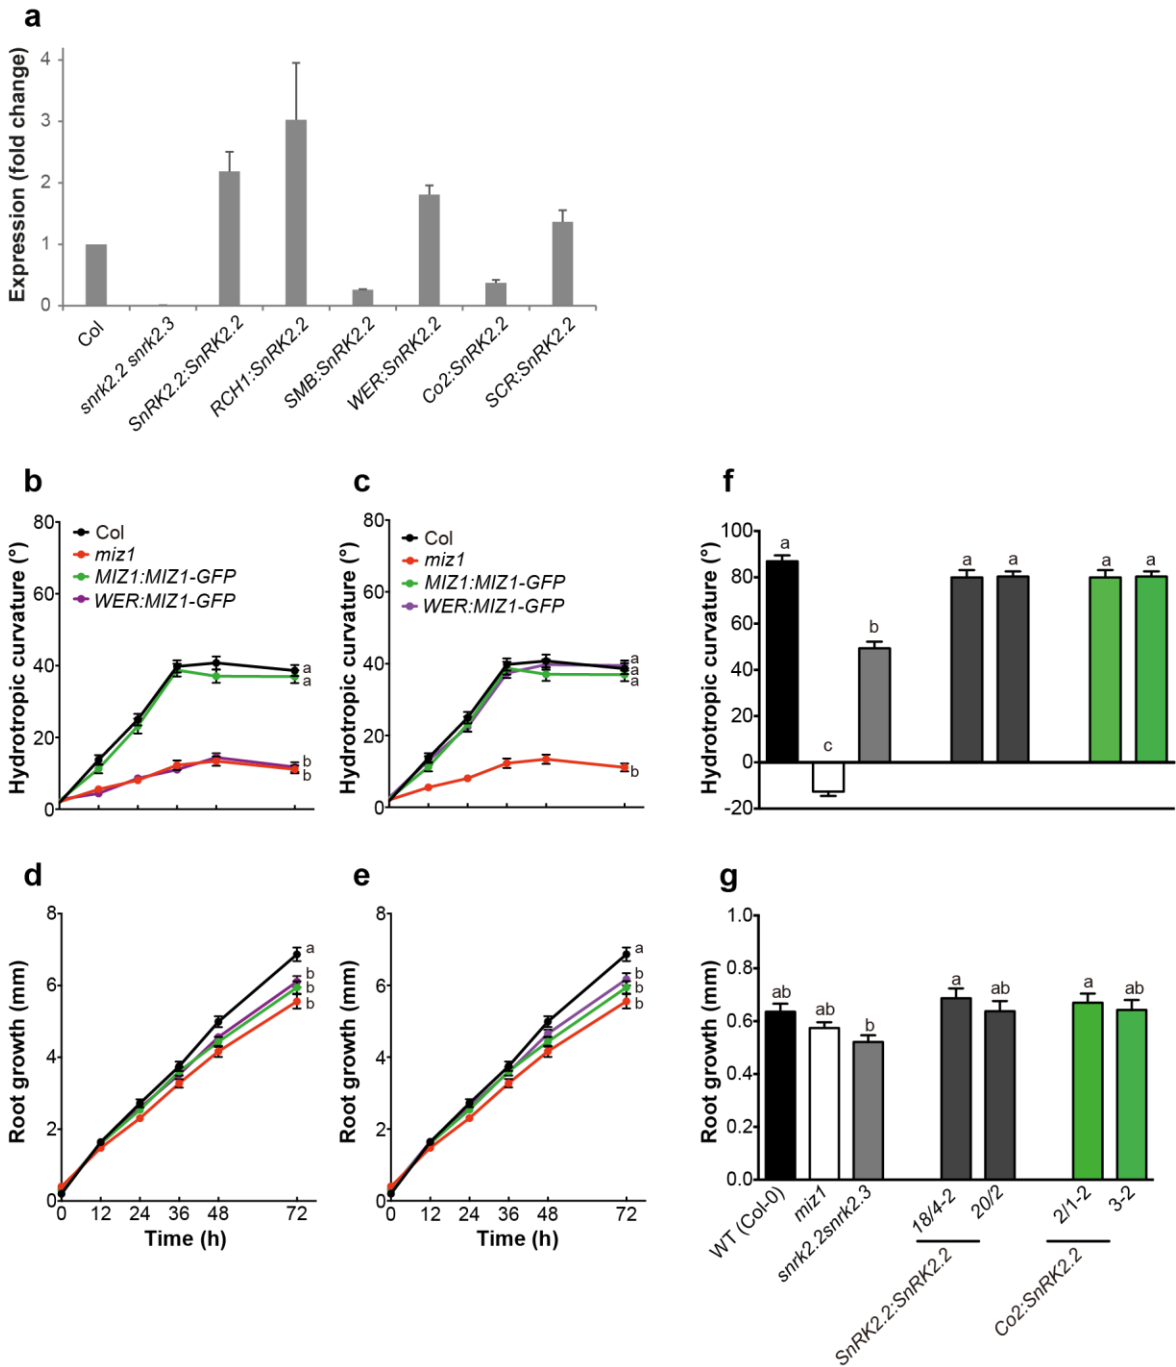 a
Expression (fold change)
4
3
2
1
0
Col
snrk2.2 snrk2.3
SnRK2.2:SnRK2.2
RCH1:SnRK2.2
SMB:SnRK2.2
WER:SnRK2.2
Co2:SnRK2.2
SCR:SnRK2.2
b
Hydrotropic curvature (°)
80
60
40
20
0
Col
miz1
MIZ1:MIZ1-GFP
WER:MIZ1-GFP
a
a
b
b
c
Hydrotropic curvature (°)
80
60
40
20
0
Col
miz1
MIZ1:MIZ1-GFP
WER:MIZ1-GFP
a
a
a
b
f
Hydrotropic curvature (°)
100
80
60
40
20
0
-20
a
c
b
a
a
a
a
d
Root growth (mm)
8
6
4
2
0
a
b
b
b
0 12 24 36 48 72
Time (h)
e
Root growth (mm)
8
6
4
2
0
a
b
b
b
0 12 24 36 48 72
Time (h)
g
Root growth (mm)
1.0
0.8
0.6
0.4
0.2
0.0
ab
ab
b
a
ab
a
ab
WT (Col-0)
miz1
snrk2.2snrk2.3
18/4-2
20/2
2/1-2
3-2
SnRK2.2:SnRK2.2
Co2:SnRK2.2